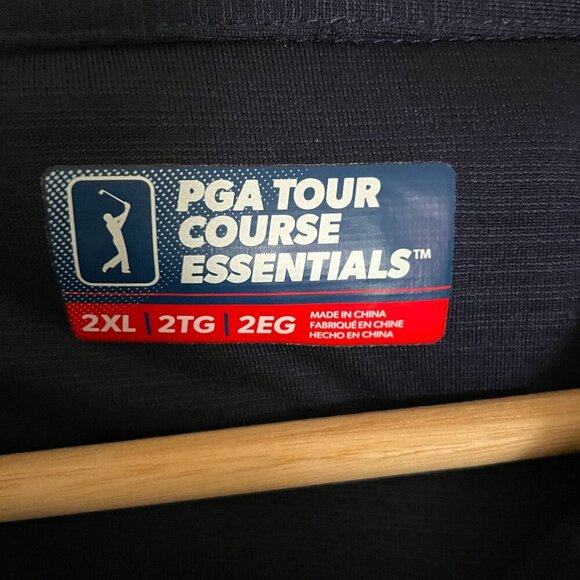 PGA TOUR
COURSE
ESSENTIALS™
2XL | 2TG | 2EG
MADE IN CHINA
FABRIQUÉ EN CHINE
HECHO EN CHINA